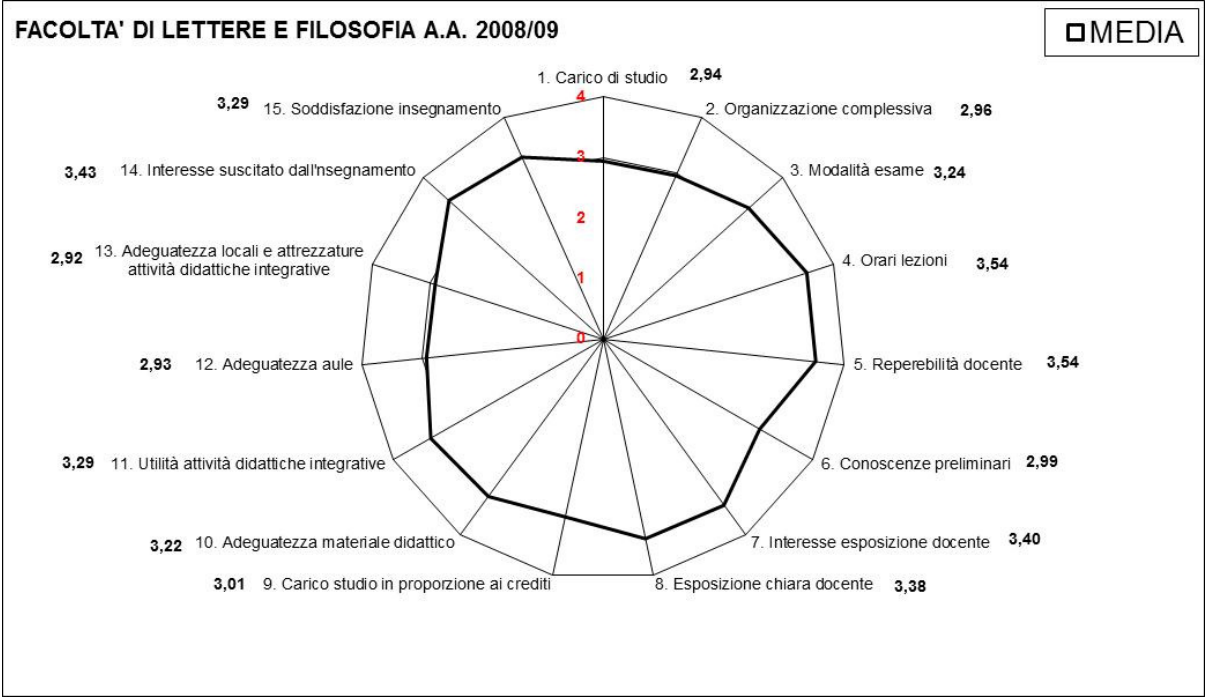 FACOLTA' DI LETTERE E FILOSOFIA A.A. 2008/09
MEDIA
1. Carico di studio 2,94
2. Organizzazione complessiva 2,96
3. Modalità esame 3,24
4. Orari lezioni 3,54
5. Reperebilità docente 3,54
6. Conoscenze preliminari 2,99
7. Interesse esposizione docente 3,40
8. Esposizione chiara docente 3,38
3,01 9. Carico studio in proporzione ai crediti
3,22 10. Adeguatezza materiale didattico
3,29 11. Utilità attività didattiche integrative
2,93 12. Adeguatezza aule
2,92 13. Adeguatezza locali e attrezzature
attività didattiche integrative
3,43 14. Interesse suscitato dall'nsegnamento
3,29 15. Soddisfazione insegnamento
4
3
2
1
0